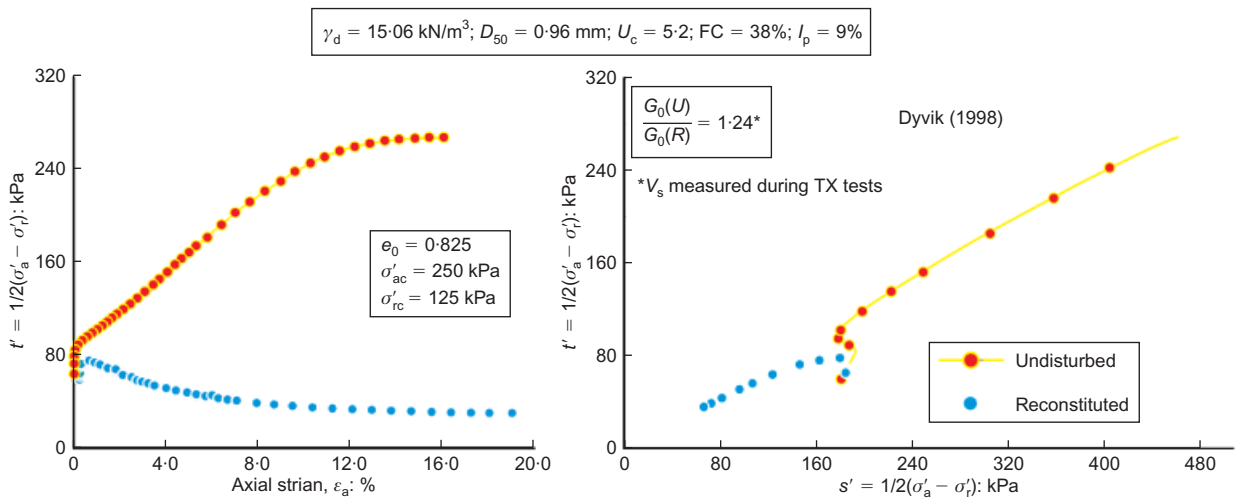 γd = 15·06 kN/m³; D50 = 0·96 mm; Uc = 5·2; FC = 38%; Ip = 9%
320
240
160
80
0
t′ = 1/2(σ′a − σ′r): kPa
e0 = 0·825
σ′ac = 250 kPa
σ′rc = 125 kPa
0 4·0 8·0 12·0 16·0 20·0
Axial strian, εa: %
320
240
160
80
0
t′ = 1/2(σ′a − σ′r): kPa
G0(U)
G0(R) = 1·24*
Dyvik (1998)
*Vs measured during TX tests
Undisturbed
Reconstituted
0 80 160 240 320 400 480
s′ = 1/2(σ′a − σ′r): kPa